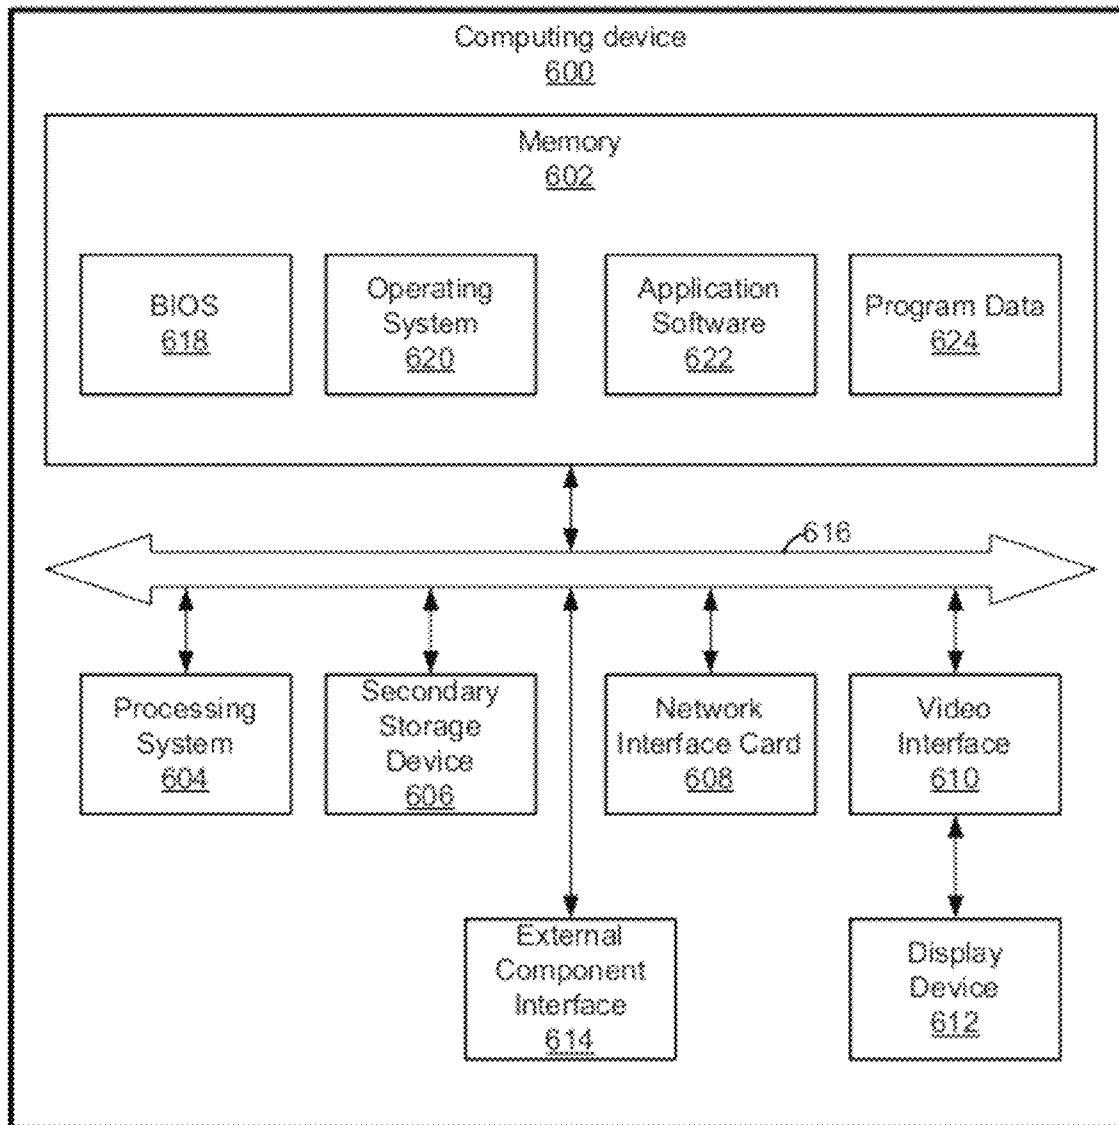 Computing device
600
Memory
602
BIOS
618
Operating
System
620
Application
Software
622
Program Data
624
616
Processing
System
604
Secondary
Storage
Device
606
Network
Interface Card
608
Video
Interface
610
External
Component
Interface
614
Display
Device
612